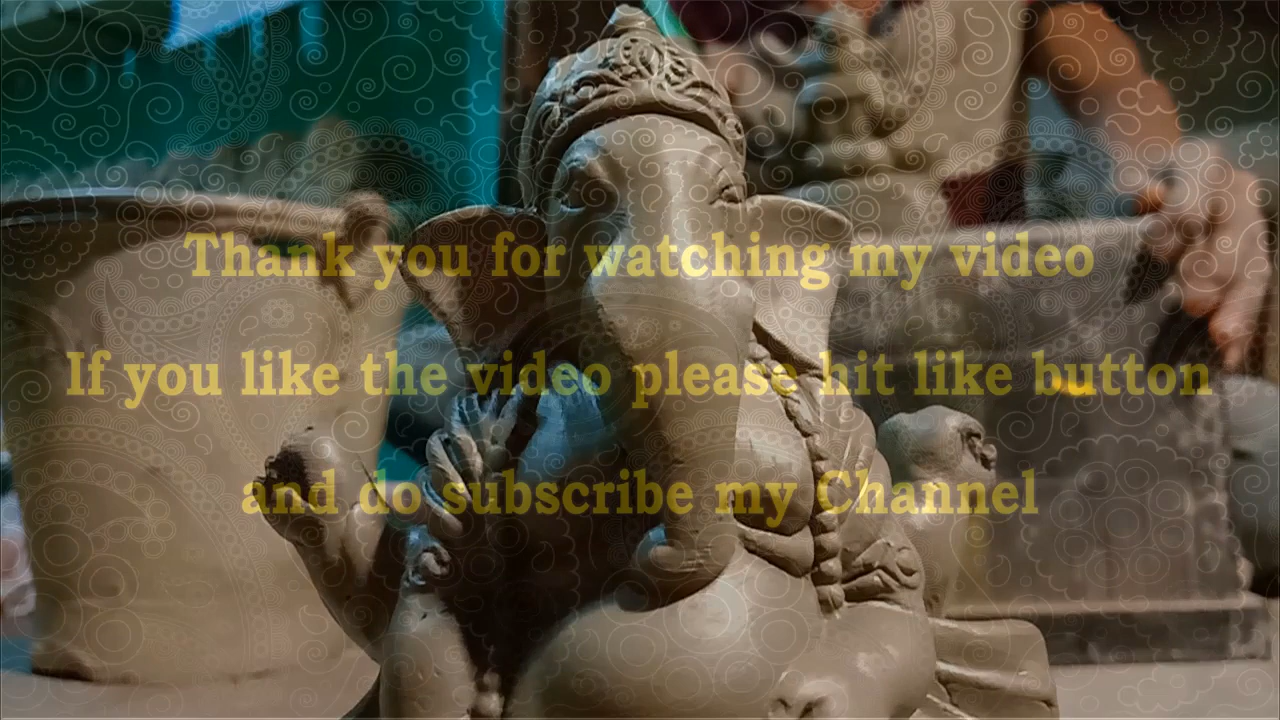 Thank you for watching my video
If you like the video please hit like button
and do subscribe my Channel